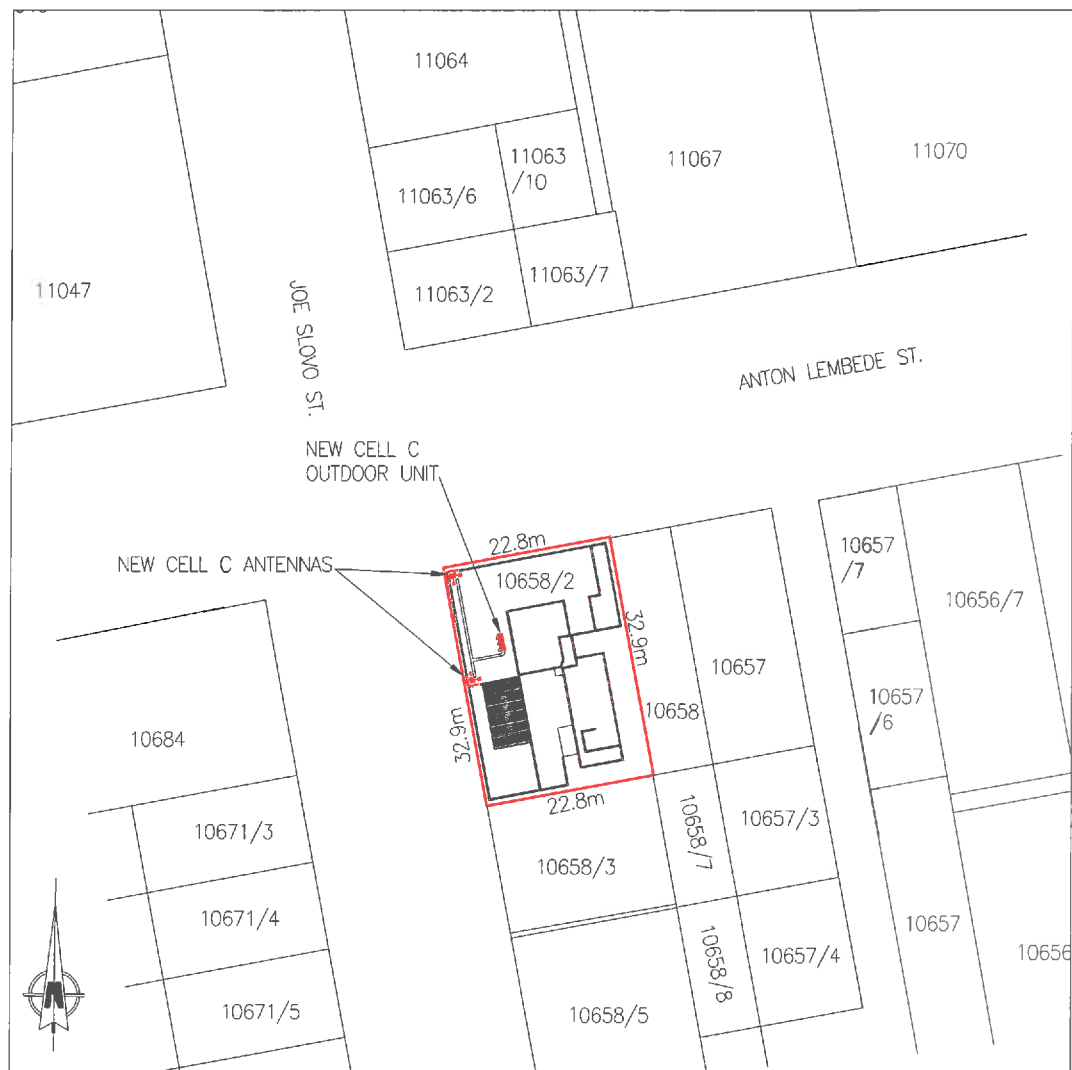 11064
11063
/10
11067
11070
11063/6
11047
11063/7
11063/2
JOE SLOVO ST.
ANTON LEMBEDE ST.
NEW CELL C
OUTDOOR UNIT
NEW CELL C ANTENNAS
22.8m
10658/2
10657
/7
10656/7
32.9m
10657
10658
10657
/6
32.9m
10684
22.8m
10671/3
10658/3
10658/7
10657/3
10671/4
10658/8
10657/4
10657
10656
10671/5
10658/5
N